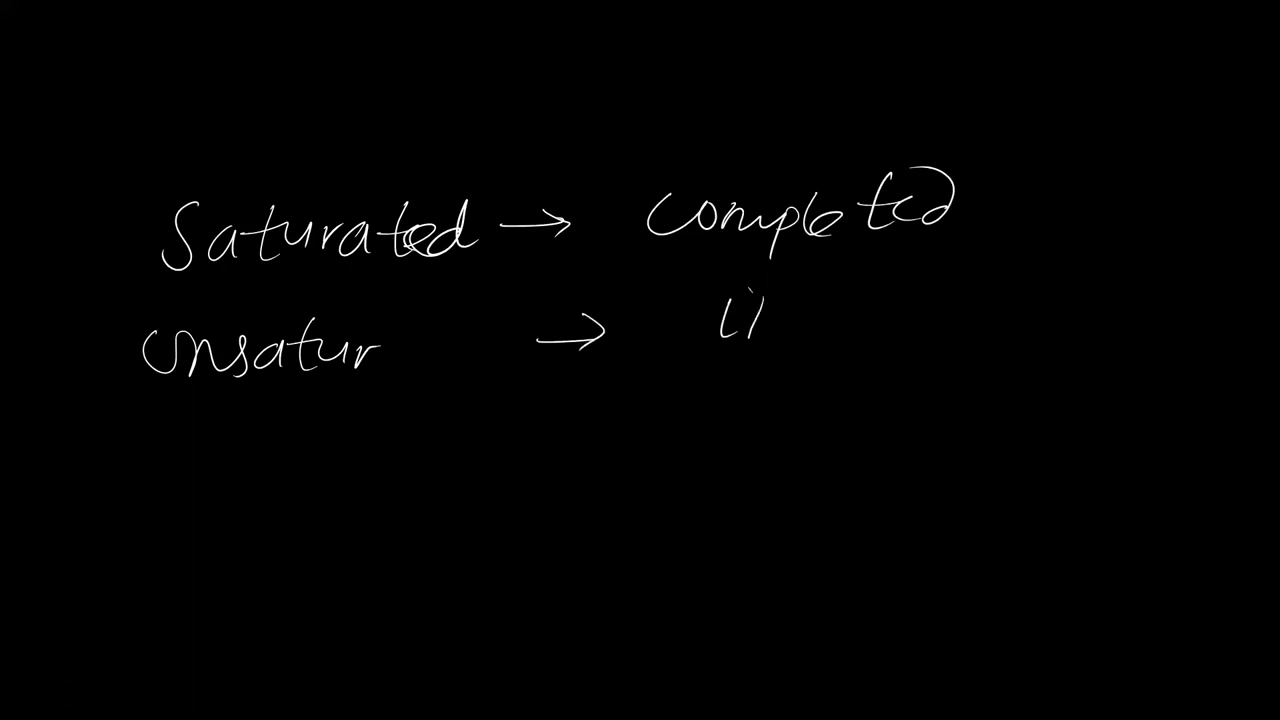 Saturated → completed
Unsatur →